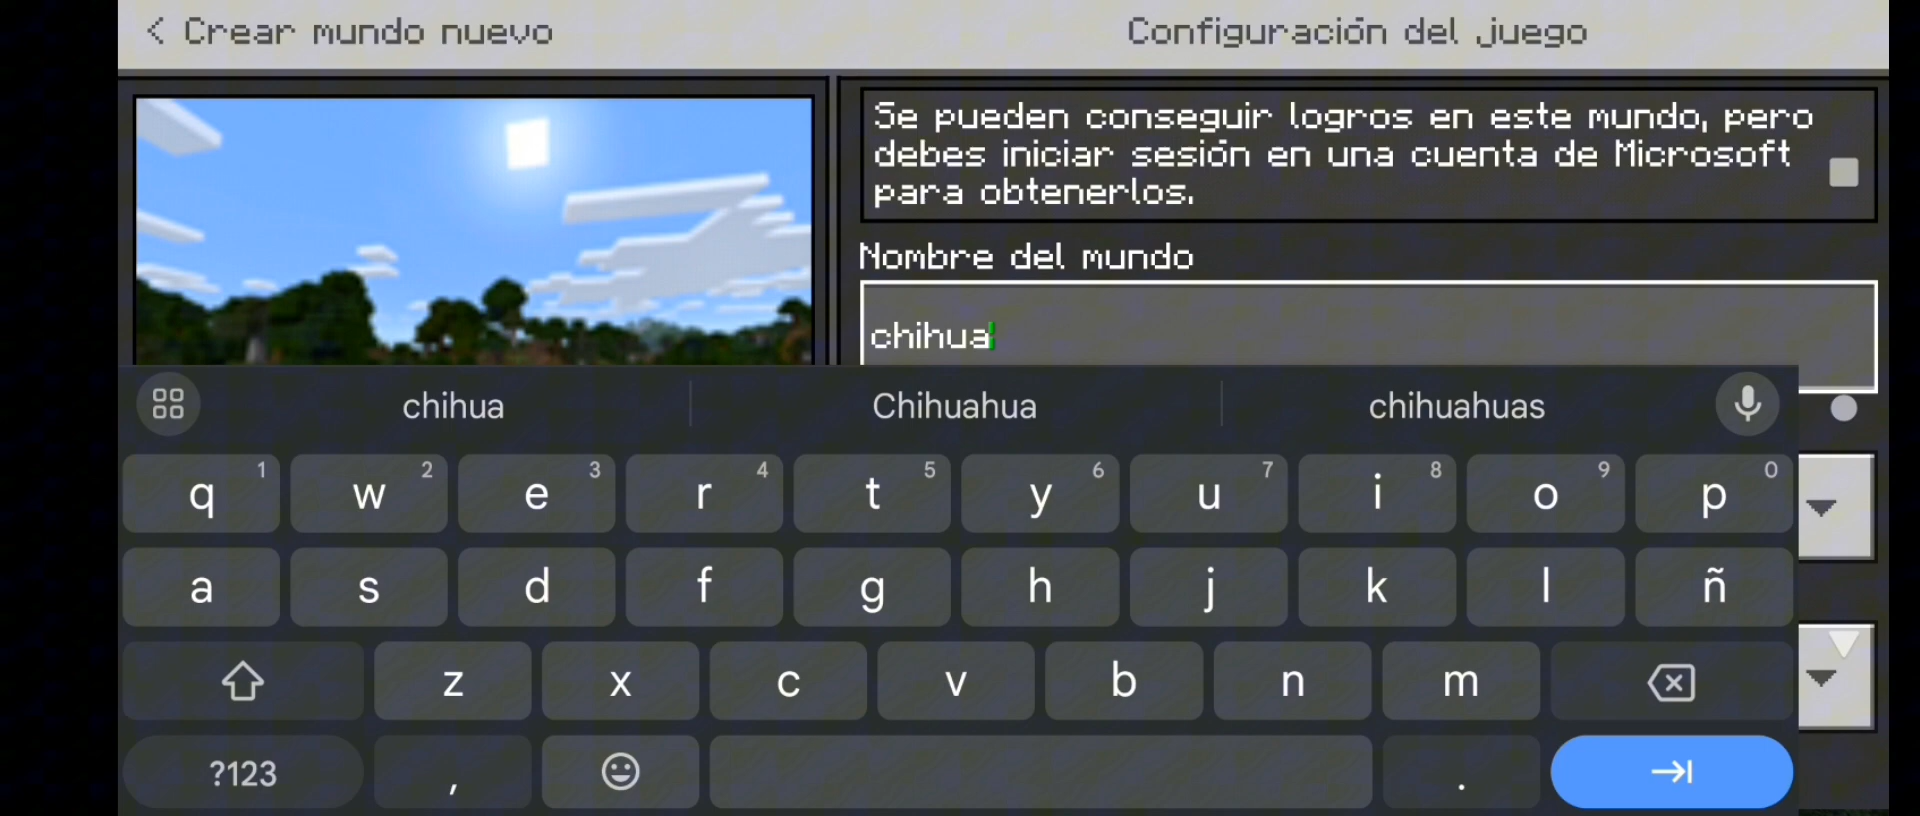 Crear mundo nuevo
Configuración del juego
Se pueden conseguir logros en este mundo, pero
debes iniciar sesión en una cuenta de Microsoft
para obtenerlos.
Nombre del mundo
chihua
chihua Chihuahua chihuahuas
q 1 w 2 e 3 r 4 t 5 y 6 u 7 i 8 o 9 p 0
a s d f g h j k l ñ
z x c v b n m
?123 , .